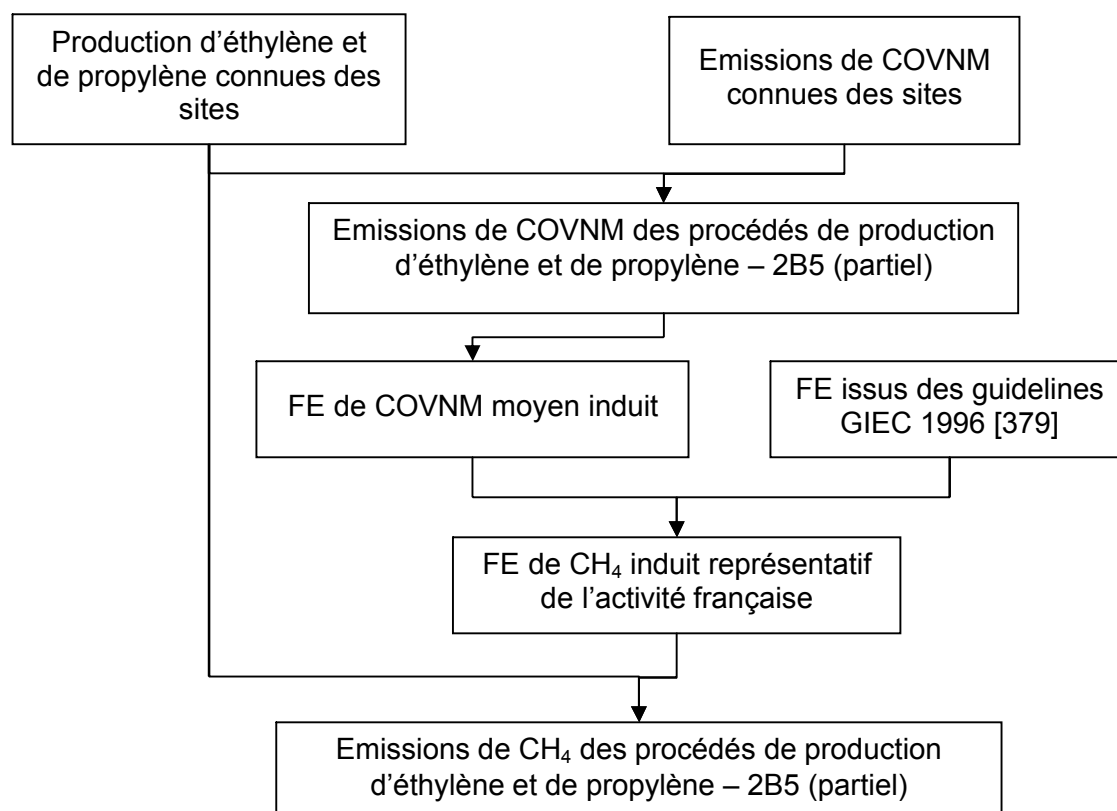 Production d’éthylène et
de propylène connues des
sites
Emissions de COVNM
connues des sites
Emissions de COVNM des procédés de production
d’éthylène et de propylène – 2B5 (partiel)
FE de COVNM moyen induit
FE issus des guidelines
GIEC 1996 [379]
FE de CH₄ induit représentatif
de l’activité française
Emissions de CH₄ des procédés de production
d’éthylène et de propylène – 2B5 (partiel)